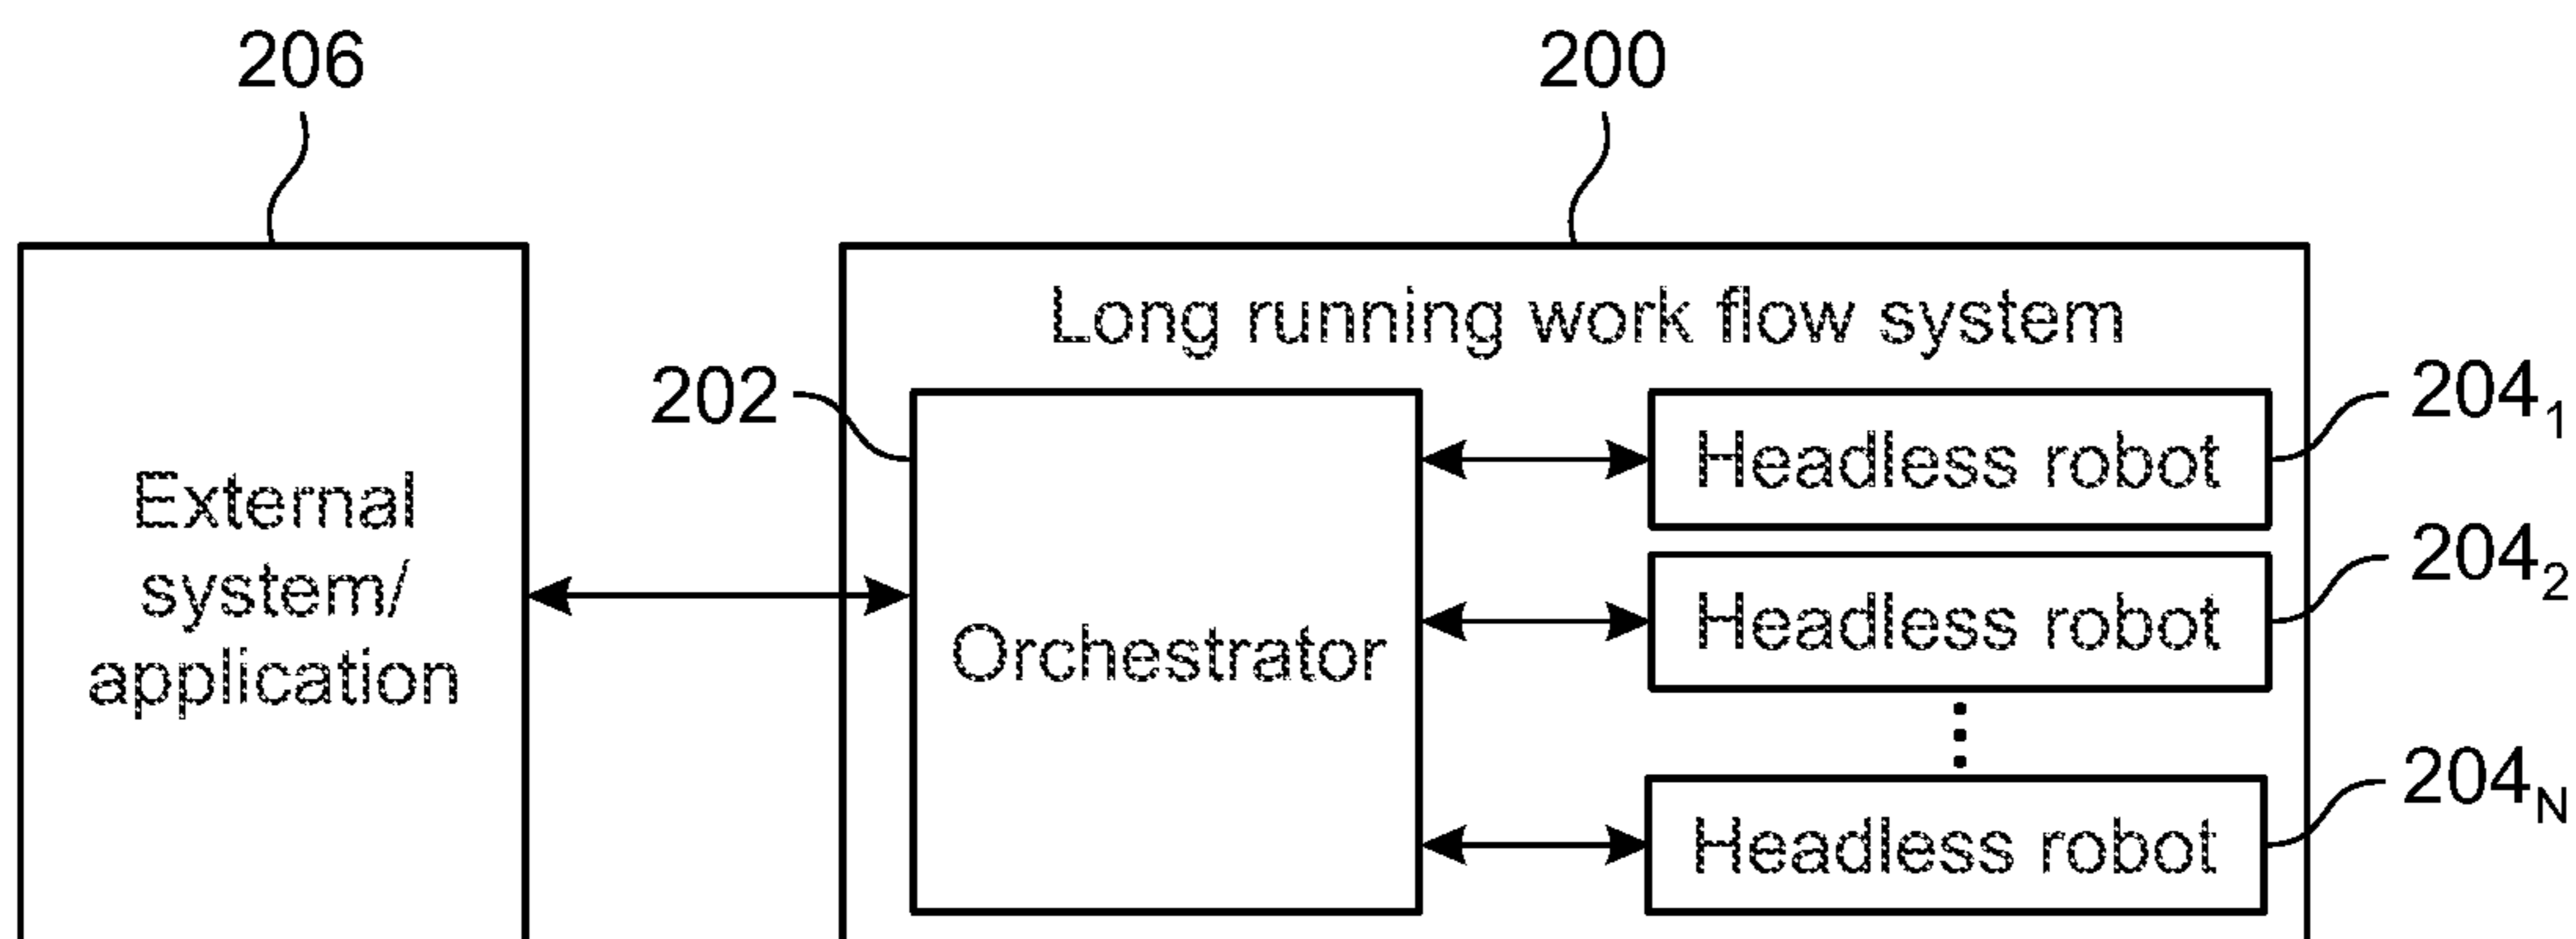 206
200
Long running work flow system
202
204₁
External
system/
application
Orchestrator
Headless robot
204₂
Headless robot
204ₙ
Headless robot